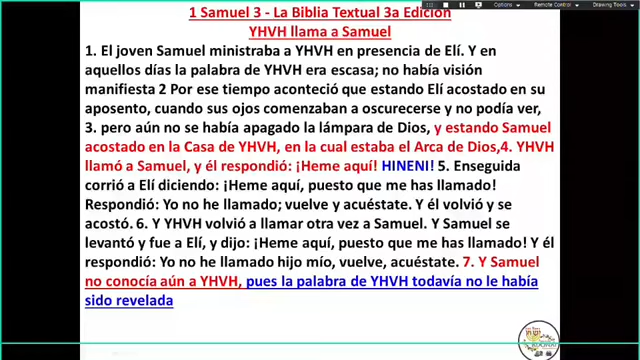 Options
Remote Control
Drawing Tools
1 Samuel 3 - La Biblia Textual 3a Edición
YHVH llama a Samuel
1. El joven Samuel ministraba a YHVH en presencia de Elí. Y en
aquellos días la palabra de YHVH era escasa; no había visión
manifiesta 2 Por ese tiempo aconteció que estando Elí acostado en su
aposento, cuando sus ojos comenzaban a oscurecerse y no podía ver,
3. pero aún no se había apagado la lámpara de Dios, y estando Samuel
acostado en la Casa de YHVH, en la cual estaba el Arca de Dios,4. YHVH
llamó a Samuel, y él respondió: ¡Heme aquí! HINENI! 5. Enseguida
corrió a Elí diciendo: ¡Heme aquí, puesto que me has llamado!
Respondió: Yo no he llamado; vuelve y acuéstate. Y él volvió y se
acostó. 6. Y YHVH volvió a llamar otra vez a Samuel. Y Samuel se
levantó y fue a Elí, y dijo: ¡Heme aquí, puesto que me has llamado! Y él
respondió: Yo no he llamado hijo mío, vuelve, acuéstate. 7. Y Samuel
no conocía aún a YHVH, pues la palabra de YHVH todavía no le había
sido revelada